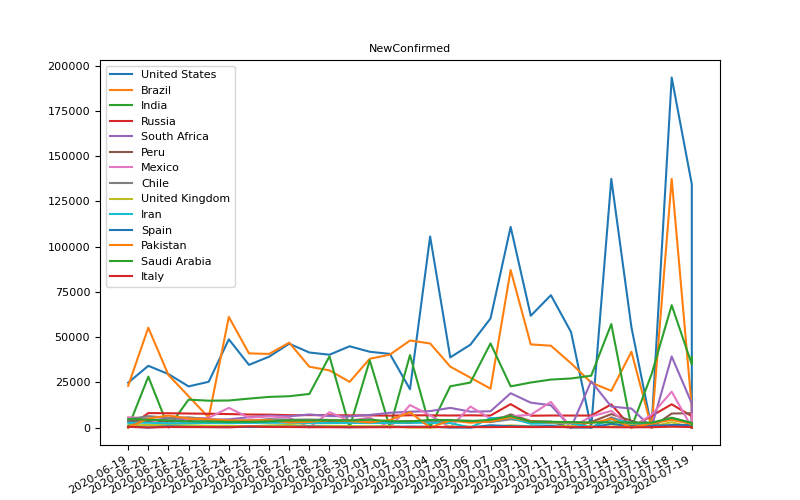 NewConfirmed
200000
175000
150000
125000
100000
75000
50000
25000
0
United States
Brazil
India
Russia
South Africa
Peru
Mexico
Chile
United Kingdom
Iran
Spain
Pakistan
Saudi Arabia
Italy
2020-06-19
2020-06-20
2020-06-21
2020-06-22
2020-06-23
2020-06-24
2020-06-25
2020-06-26
2020-06-27
2020-06-28
2020-06-29
2020-06-30
2020-07-01
2020-07-02
2020-07-03
2020-07-04
2020-07-05
2020-07-06
2020-07-07
2020-07-09
2020-07-10
2020-07-11
2020-07-12
2020-07-13
2020-07-14
2020-07-15
2020-07-16
2020-07-18
2020-07-19